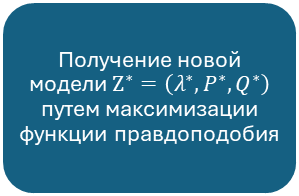 Получение новой
модели Z* = (λ*, P*, Q*)
путем максимизации
функции правдоподобия